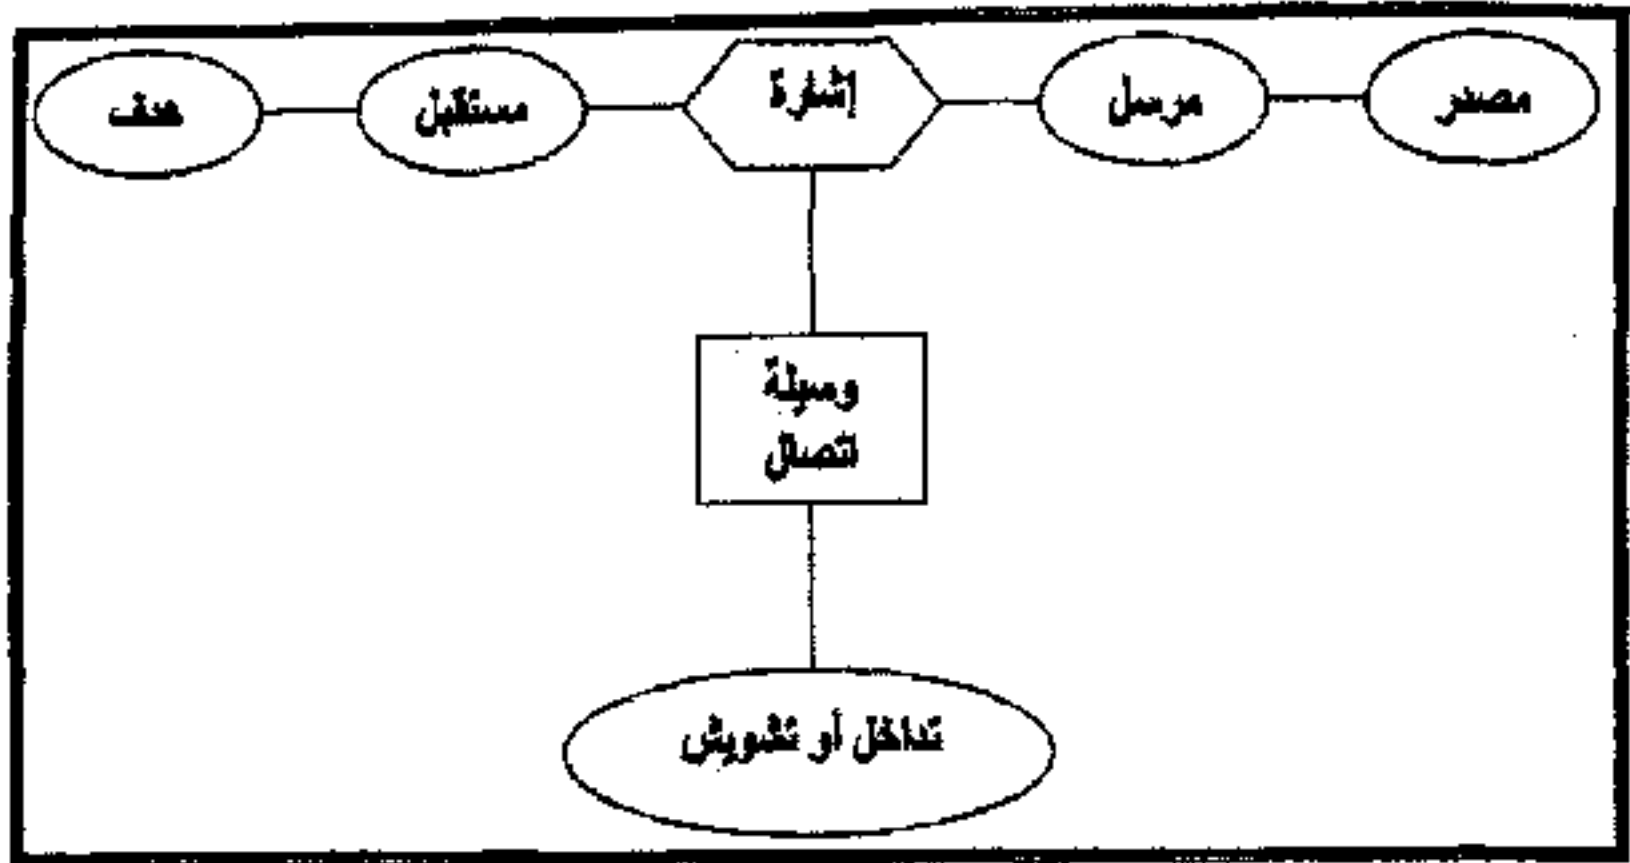 مصدر
مرسل
إشارة
مستقبل
هدف
وسيلة
اتصال
تداخل أو تشويش